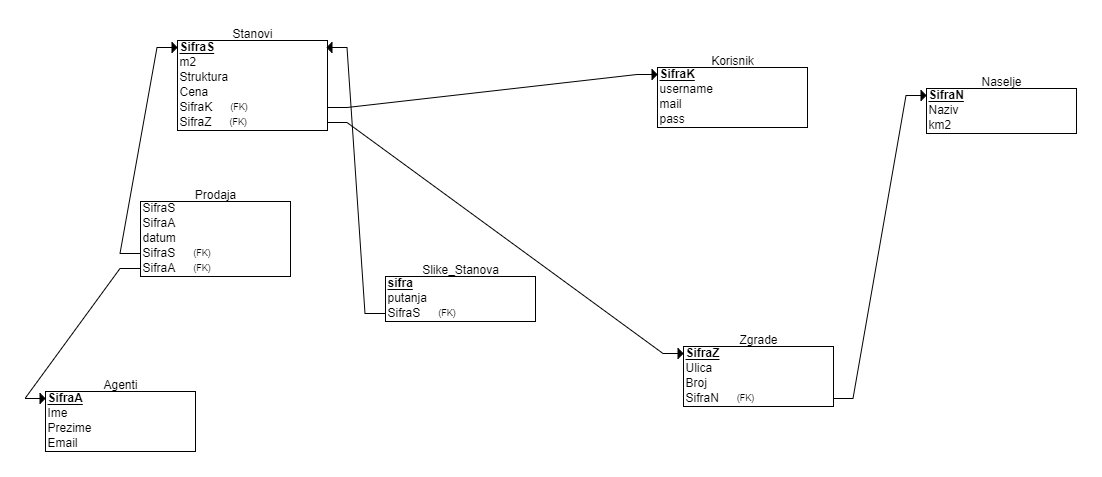 Stanovi
SifraS
m2
Struktura
Cena
SifraK (FK)
SifraZ (FK)
Korisnik
SifraK
username
mail
pass
Naselje
SifraN
Naziv
km2
Prodaja
SifraS
SifraA
datum
SifraS (FK)
SifraA (FK)
Slike_Stanova
sifra
putanja
SifraS (FK)
Zgrade
SifraZ
Ulica
Broj
SifraN (FK)
Agenti
SifraA
Ime
Prezime
Email